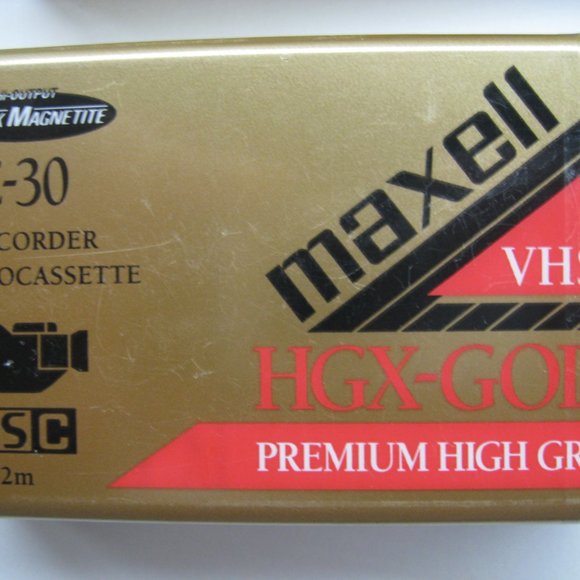 MAGNETITE
-30
CORDER
OCASSETTE
SC
2m
maxell
VHS
HGX-GOL
PREMIUM HIGH GR